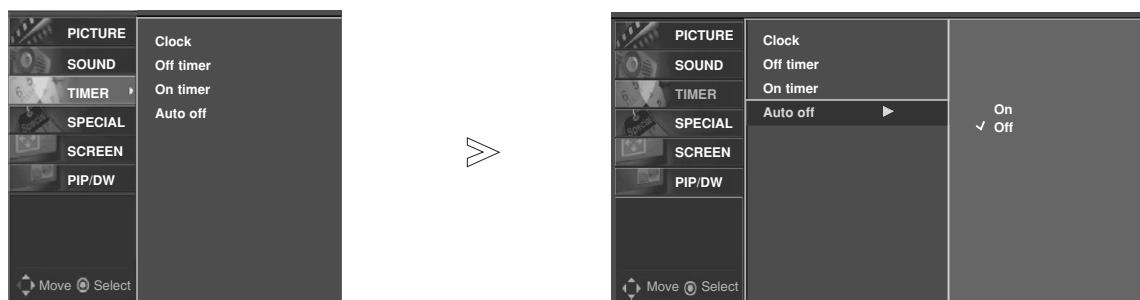 PICTURE
SOUND
TIMER
SPECIAL
SCREEN
PIP/DW
Move Select
Clock
Off timer
On timer
Auto off
PICTURE
SOUND
TIMER
SPECIAL
SCREEN
PIP/DW
Move Select
Clock
Off timer
On timer
Auto off
On
Off